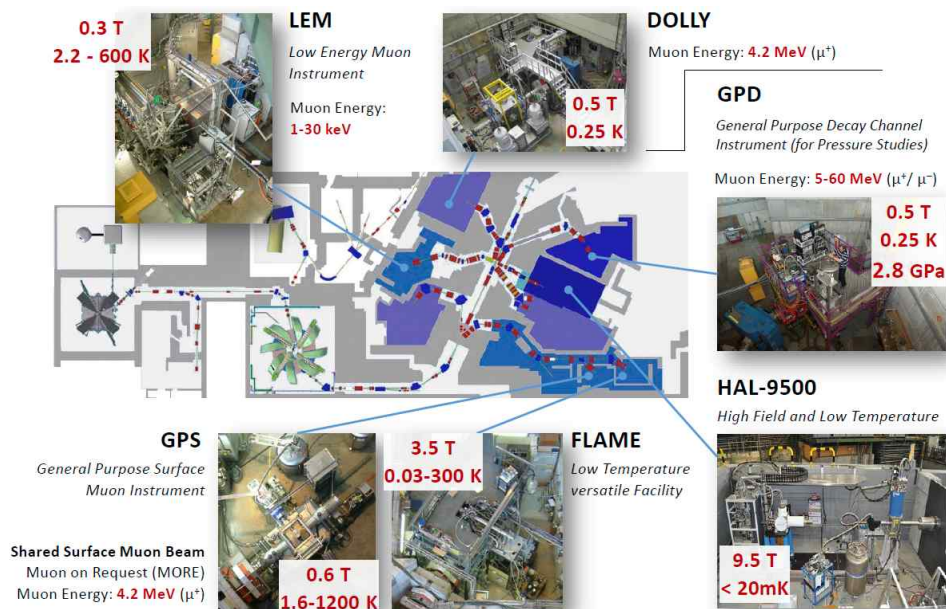 0.3 T
2.2 - 600 K
LEM
Low Energy Muon
Instrument
Muon Energy:
1-30 keV
0.5 T
0.25 K
DOLLY
Muon Energy: 4.2 MeV (μ⁺)
GPD
General Purpose Decay Channel
Instrument (for Pressure Studies)
Muon Energy: 5-60 MeV (μ⁺/ μ⁻)
0.5 T
0.25 K
2.8 GPa
GPS
General Purpose Surface
Muon Instrument
Shared Surface Muon Beam
Muon on Request (MORE)
Muon Energy: 4.2 MeV (μ⁺)
0.6 T
1.6-1200 K
3.5 T
0.03-300 K
FLAME
Low Temperature
versatile Facility
HAL-9500
High Field and Low Temperature
9.5 T
< 20mK